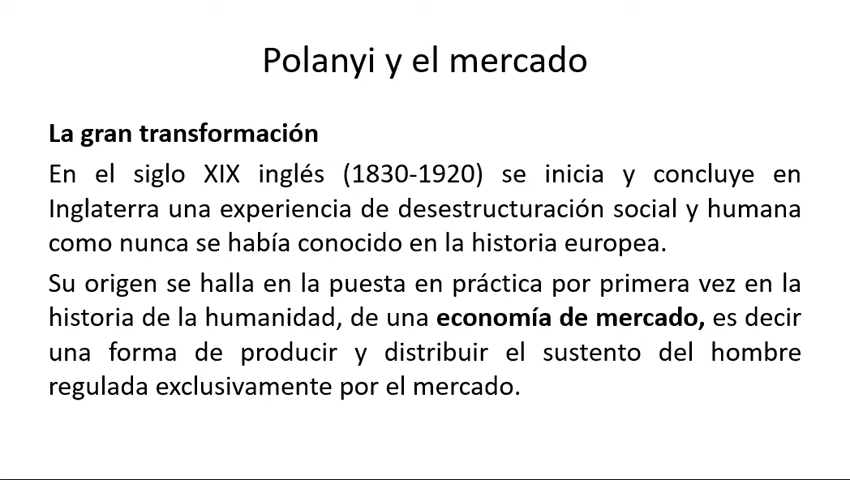 Polanyi y el mercado
La gran transformación
En el siglo XIX inglés (1830-1920) se inicia y concluye en
Inglaterra una experiencia de desestructuración social y humana
como nunca se había conocido en la historia europea.
Su origen se halla en la puesta en práctica por primera vez en la
historia de la humanidad, de una economía de mercado, es decir
una forma de producir y distribuir el sustento del hombre
regulada exclusivamente por el mercado.